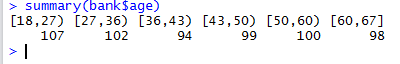 > summary(bank$age)
[18,27) [27,36) [36,43) [43,50) [50,60) [60,67]
107 102 94 99 100 98
>